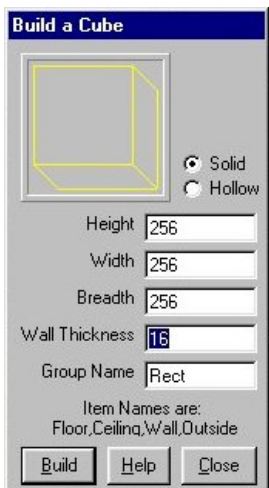 Build a Cube
Solid
Hollow
Height 256
Width 256
Breadth 256
Wall Thickness 16
Group Name Rect
Item Names are:
Floor,Ceiling,Wall,Outside
Build Help Close